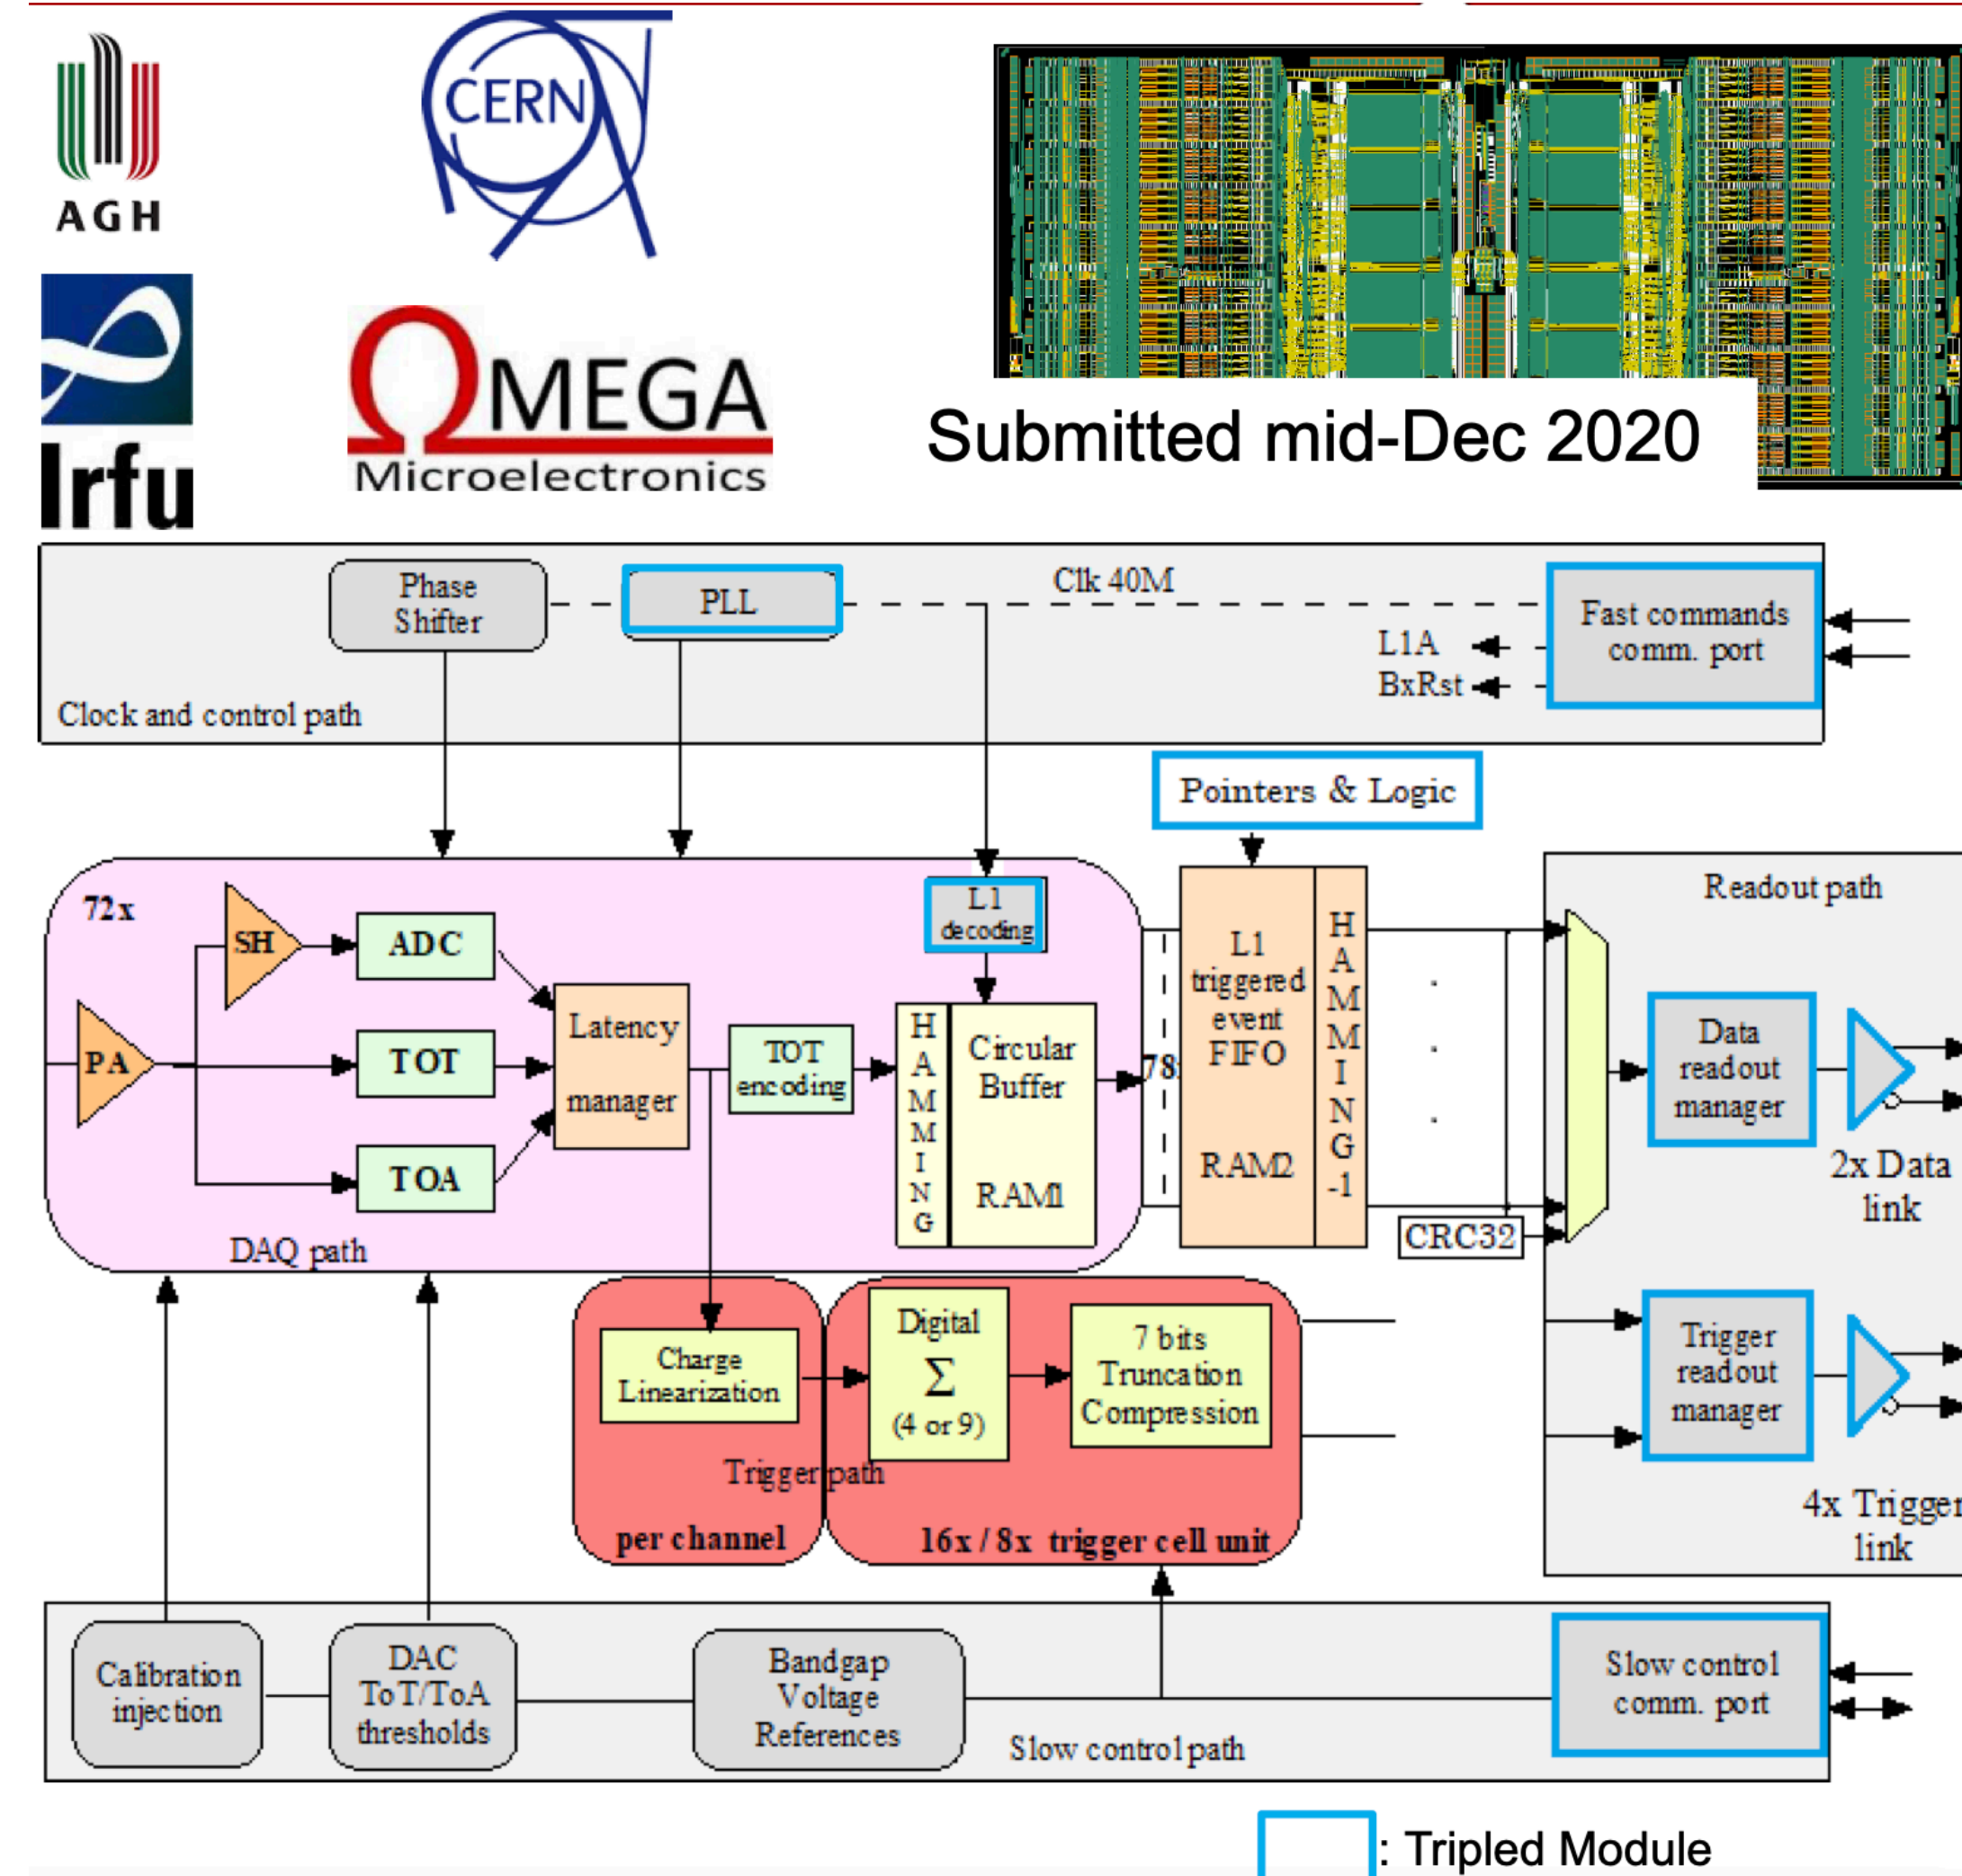 AGH
CERN
Irfu
ΩMEGA
Microelectronics
Submitted mid-Dec 2020
Phase
Shifter
PLL
Clk 40M
Fast commands
comm. port
L1A
BxRst
Clock and control path
Pointers & Logic
72x
SH
ADC
PA
TOT
TOA
Latency
manager
TOT
encoding
L1
decoding
HAMMING
Circular
Buffer
RAM1
DAQ path
78
L1
triggered
event
FIFO
RAM2
HAMMING
-1
CRC32
Readout path
Data
readout
manager
2x Data
link
Trigger
readout
manager
4x Trigger
link
Charge
Linearization
Digital
Σ
(4 or 9)
7 bits
Truncation
Compression
Trigger path
per channel
16x / 8x trigger cell unit
Calibration
injection
DAC
ToT/ToA
thresholds
Bandgap
Voltage
References
Slow control path
Slow control
comm. port
: Tripled Module